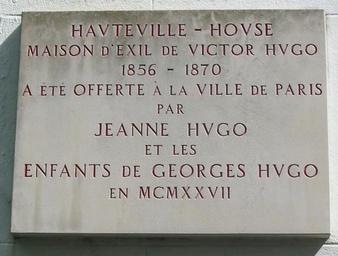 HAVTEVILLE - HOVSE
MAISON D'EXIL DE VICTOR HVGO
1856 - 1870
A ÉTÉ OFFERTE À LA VILLE DE PARIS
PAR
JEANNE HVGO
ET LES
ENFANTS DE GEORGES HVGO
EN MCMXXVII